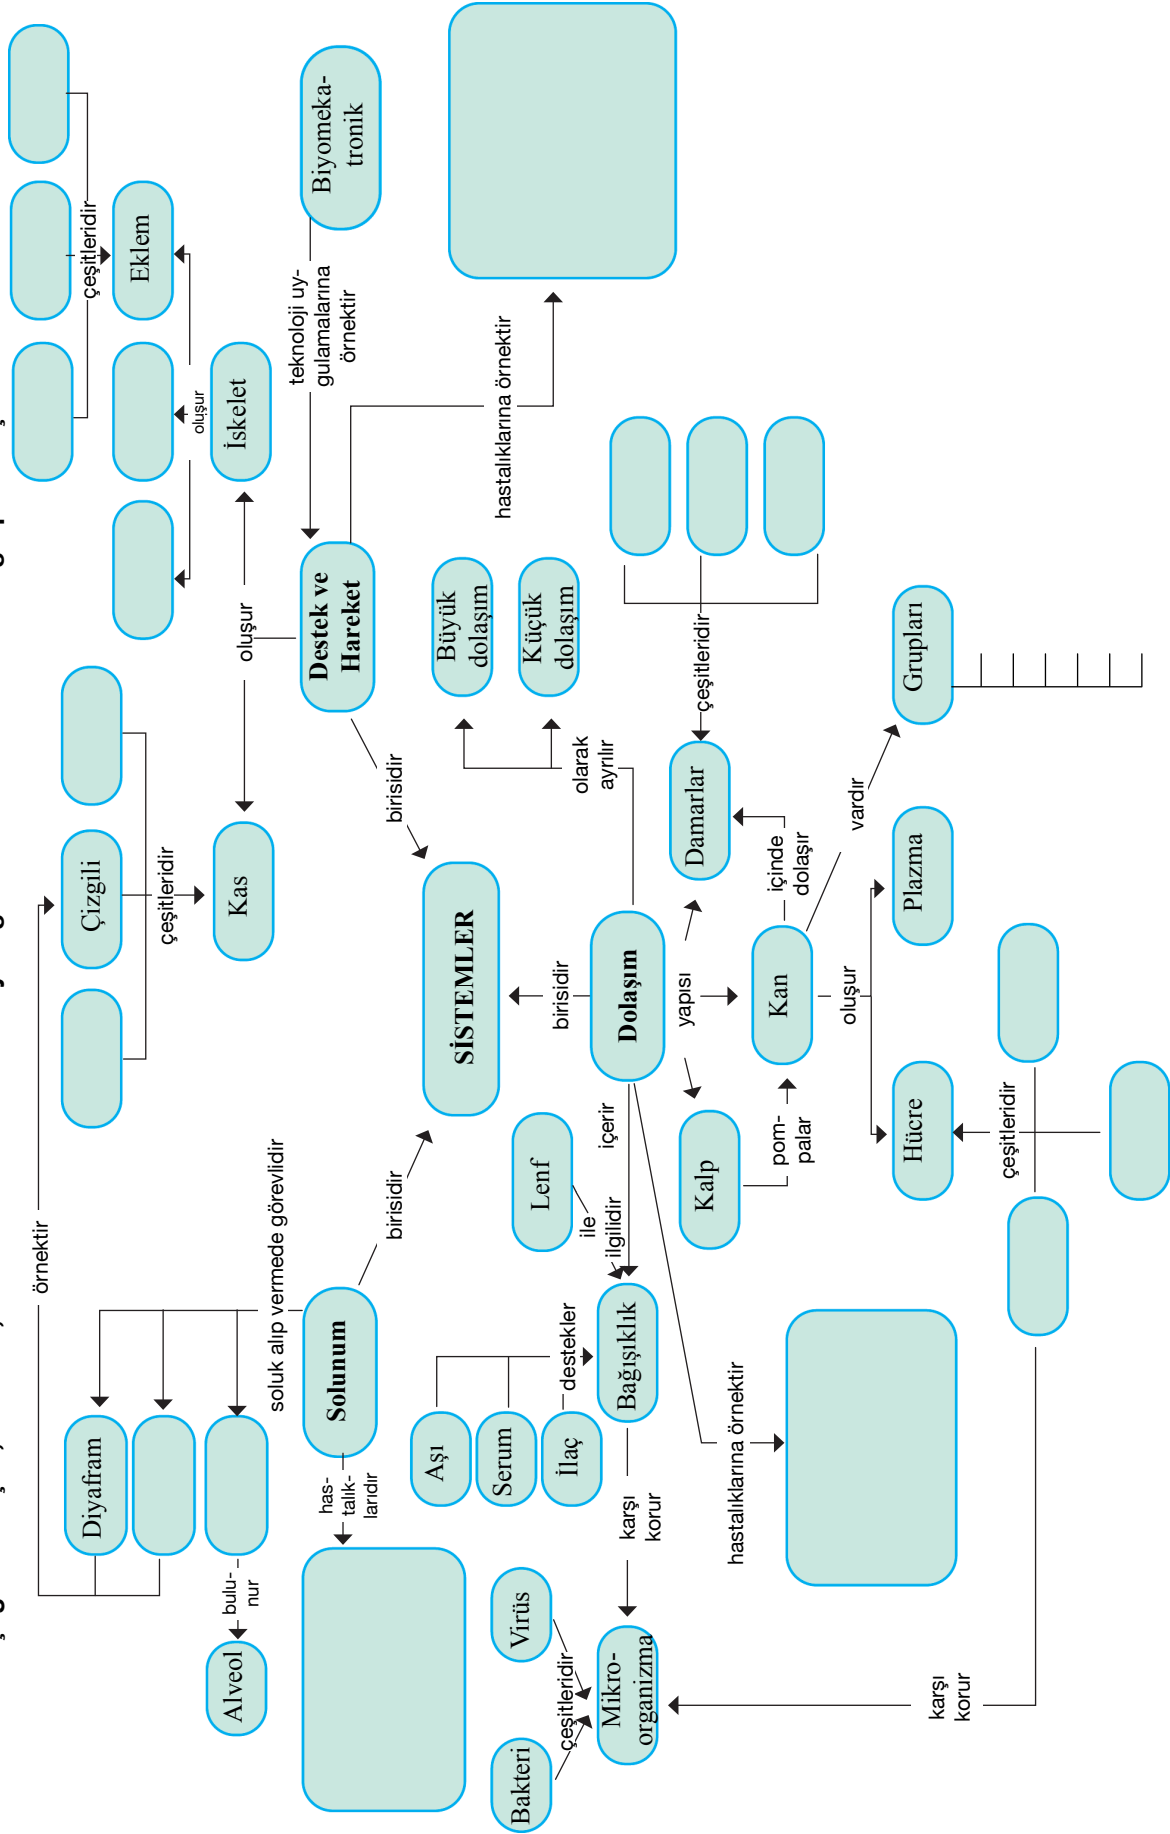 örnektir
Diyafram
bulu-
nur
Alveol
soluk alıp vermede görevlidir
Solunum
has-
talık-
larıdır
birisidir
Çizgili
çeşitleridir
Kas
oluşur
İskelet
oluşur
Eklem
çeşitleridir
Destek ve
Hareket
birisidir
teknoloji uy-
gulamalarına
örnektir
Biyomeka-
tronik
hastalıklarına örnektir
SİSTEMLER
birisidir
Dolaşım
olarak
ayrılır
Büyük
dolaşım
Küçük
dolaşım
yapısı
Damarlar
çeşitleridir
Kan
içinde
dolaşır
Kalp
pom-
palar
vardır
Grupları
oluşur
Plazma
Hücre
çeşitleridir
içerir
Lenf
ile
ilgilidir
Bağışıklık
Aşı
Serum
İlaç
destekler
karşı
korur
Mikro-
organizma
Virüs
Bakteri
çeşitleridir
hastalıklarına örnektir
karşı
korur